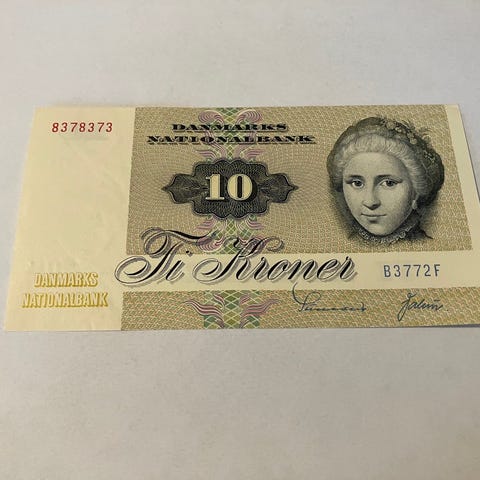 8378373
DANMARKS
NATIONALBANK
10
Ti Kroner
B3772F
DANMARKS
NATIONALBANK